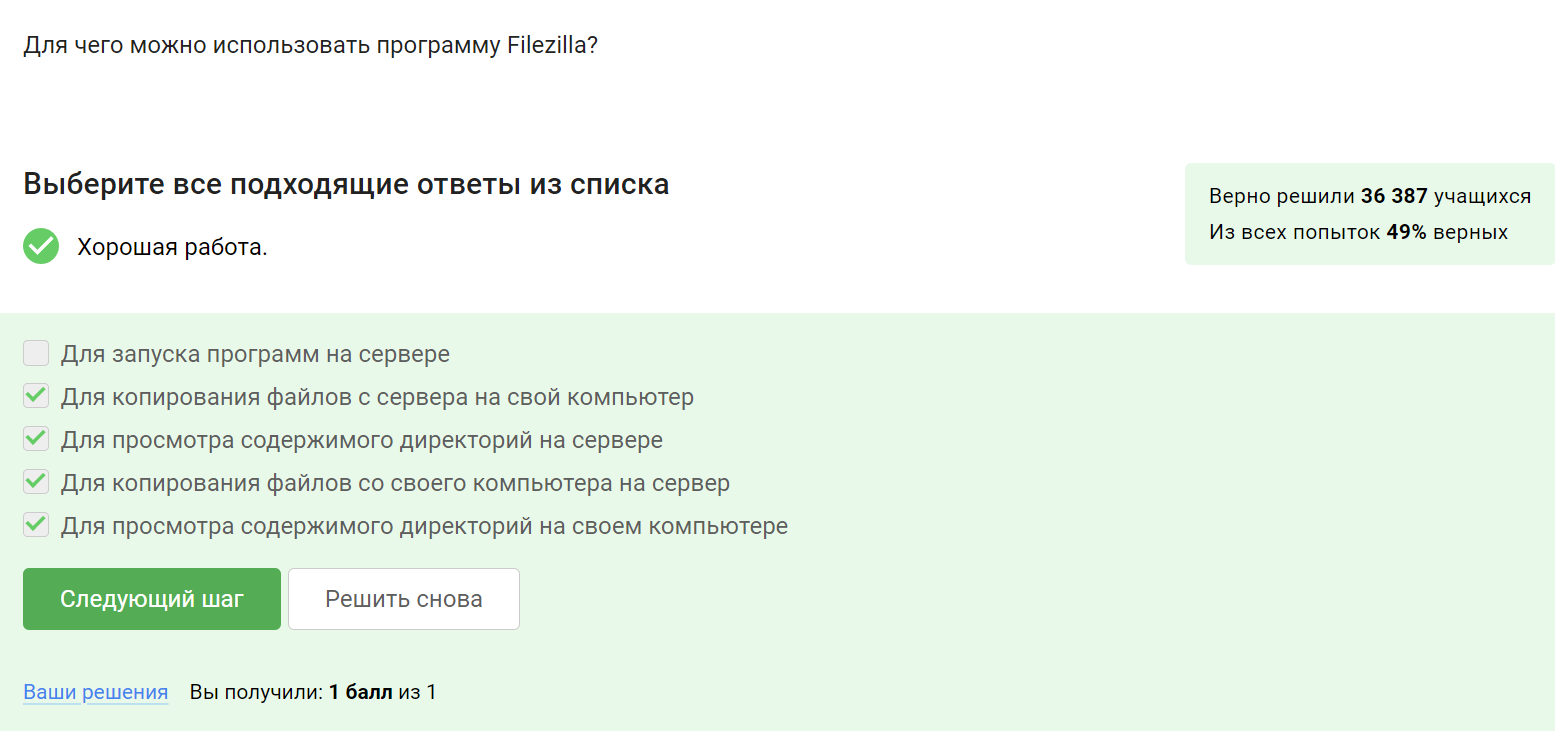 Для чего можно использовать программу Filezilla?
Выберите все подходящие ответы из списка
Хорошая работа.
Верно решили 36 387 учащихся
Из всех попыток 49% верных
Для запуска программ на сервере
Для копирования файлов с сервера на свой компьютер
Для просмотра содержимого директорий на сервере
Для копирования файлов со своего компьютера на сервер
Для просмотра содержимого директорий на своем компьютере
Следующий шаг
Решить снова
Ваши решения
Вы получили: 1 балл из 1